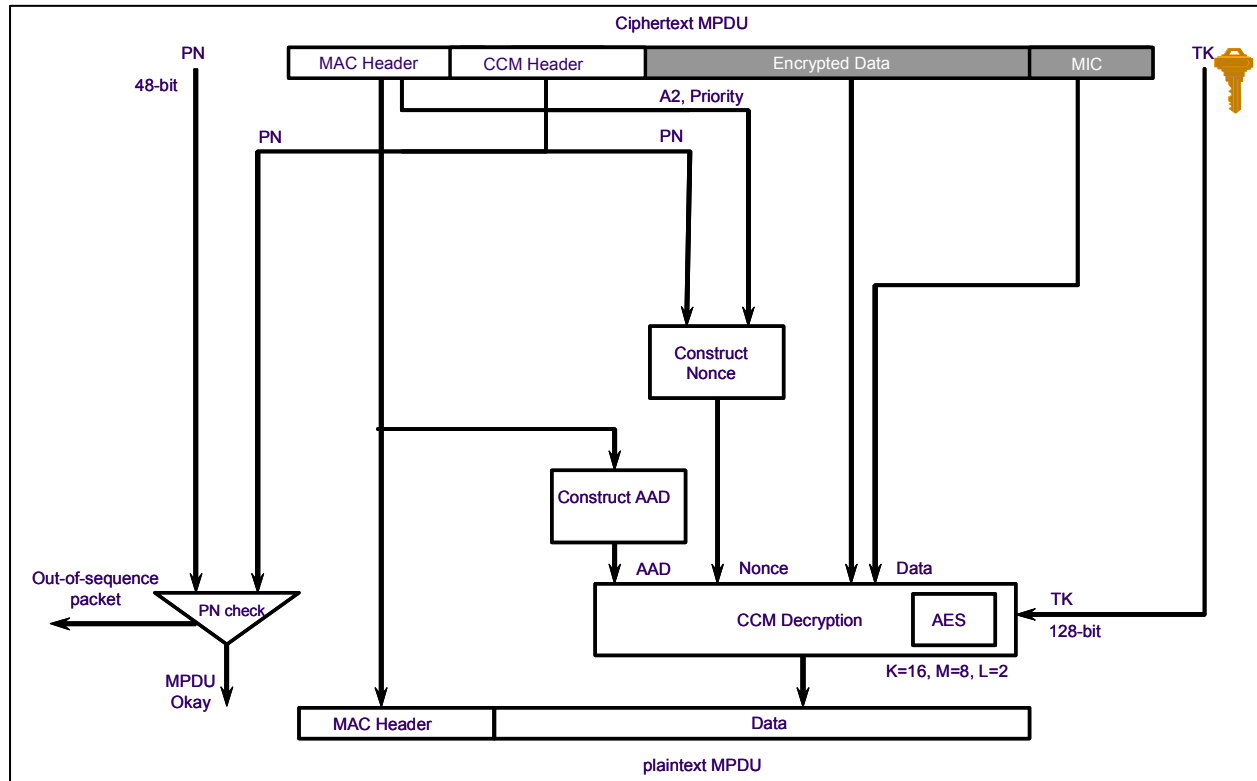 Ciphertext MPDU
PN
MAC Header
CCM Header
Encrypted Data
MIC
TK
48-bit
A2, Priority
PN
PN
Construct
Nonce
Construct AAD
AAD
Nonce
Data
Out-of-sequence
packet
PN check
CCM Decryption
AES
TK
128-bit
K=16, M=8, L=2
MPDU
Okay
MAC Header
Data
plaintext MPDU